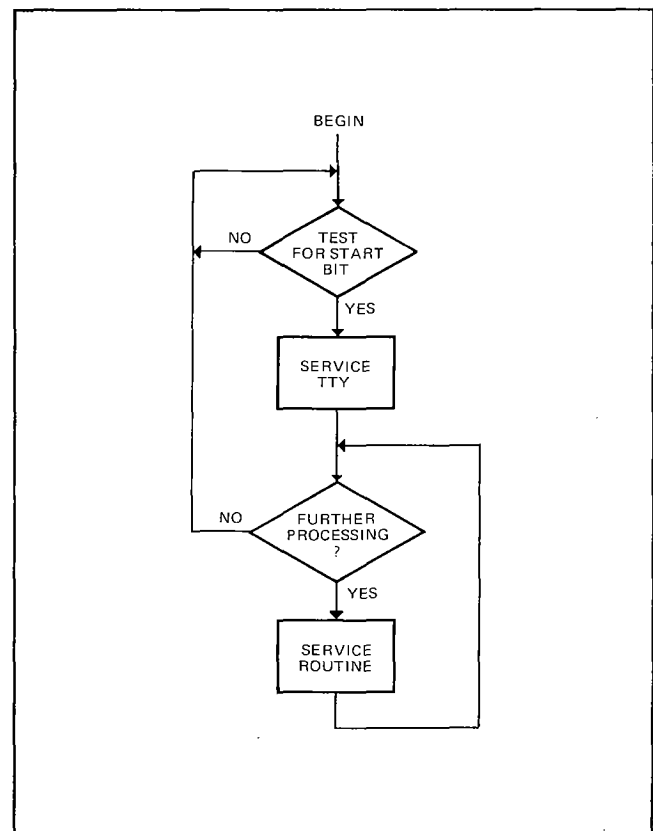 BEGIN
TEST
FOR START
BIT
NO
YES
SERVICE
TTY
FURTHER
PROCESSING
?
NO
YES
SERVICE
ROUTINE